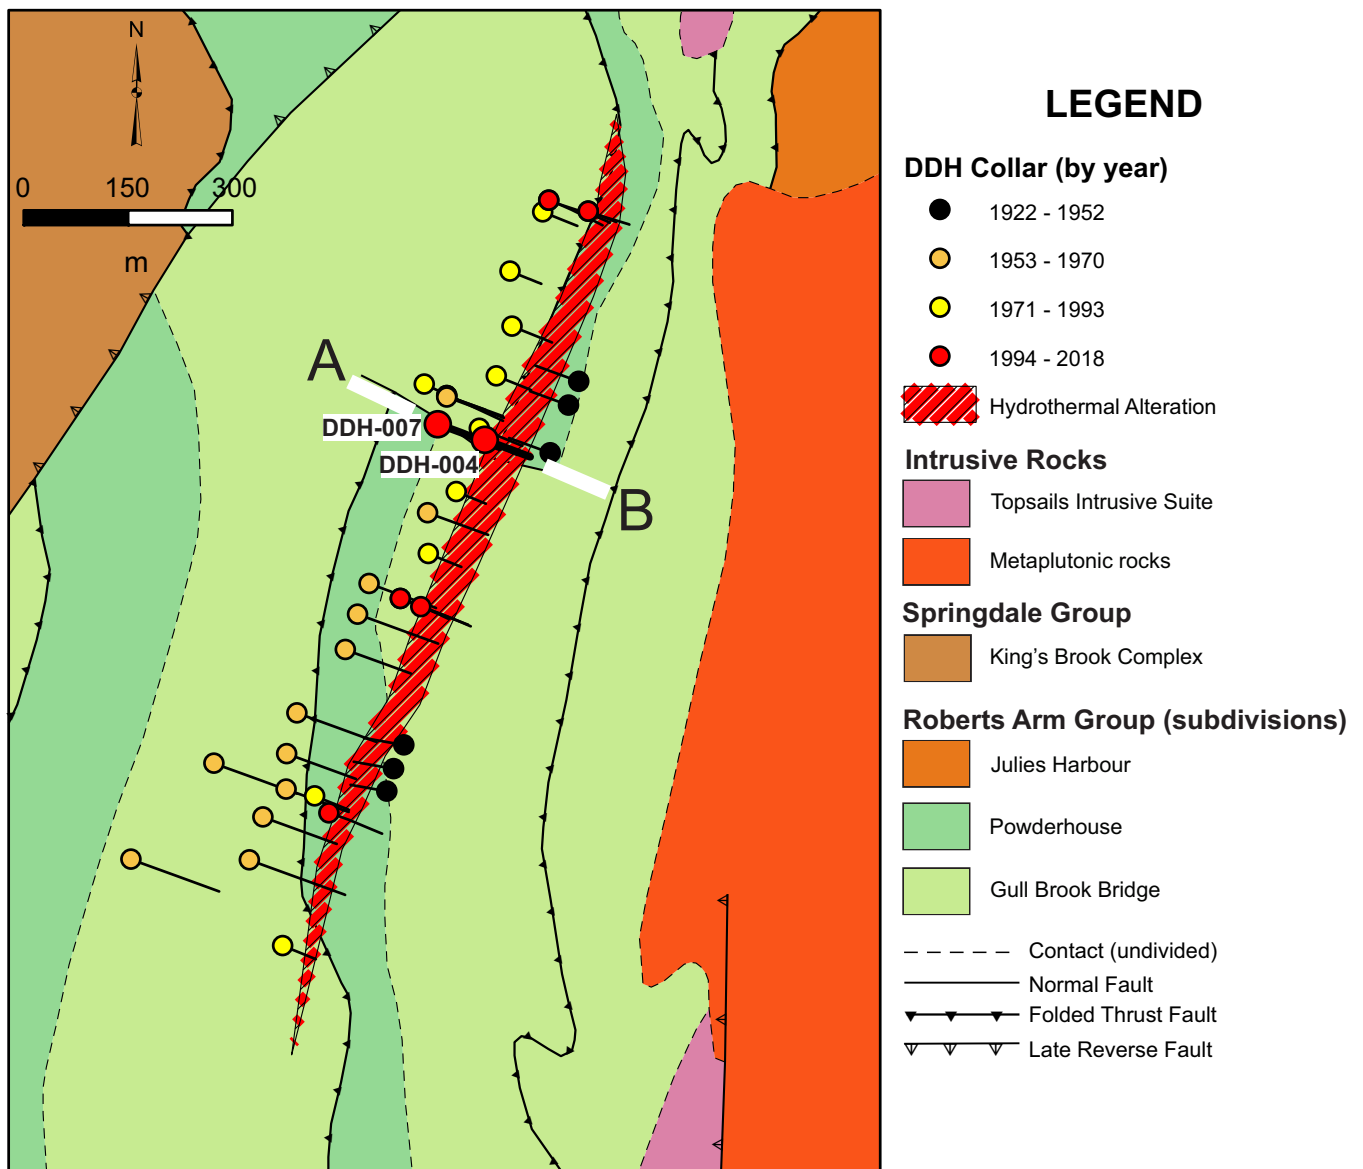 N
0 150 300
m
A
DDH-007
DDH-004
B
LEGEND
DDH Collar (by year)
1922 - 1952
1953 - 1970
1971 - 1993
1994 - 2018
Hydrothermal Alteration
Intrusive Rocks
Topsails Intrusive Suite
Metaplutonic rocks
Springdale Group
King's Brook Complex
Roberts Arm Group (subdivisions)
Julies Harbour
Powderhouse
Gull Brook Bridge
Contact (undivided)
Normal Fault
Folded Thrust Fault
Late Reverse Fault